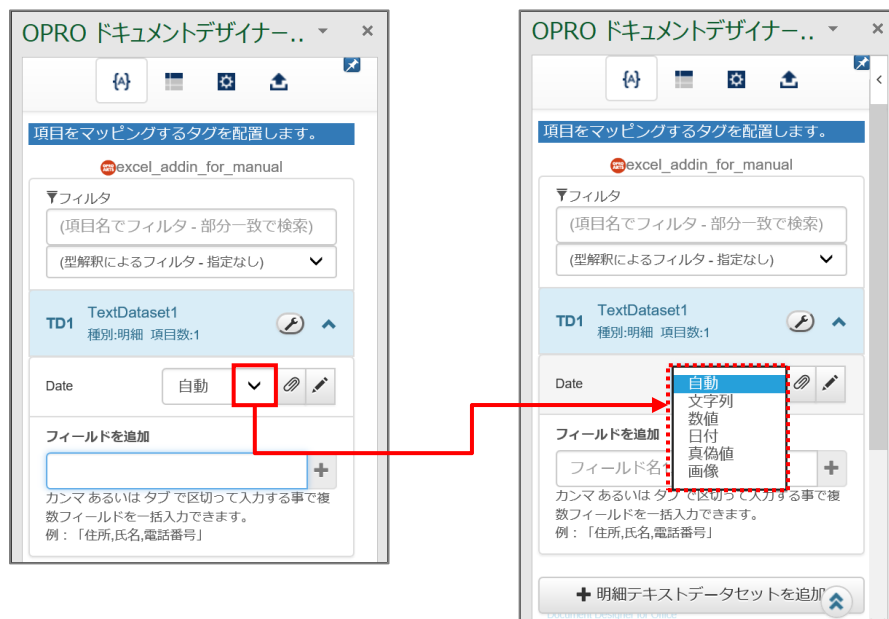 OPRO ドキュメントデザイナー..
項目をマッピングするタグを配置します。
excel_addin_for_manual
フィルタ
(項目名でフィルタ - 部分一致で検索)
(型解釈によるフィルタ - 指定なし)
TD1
TextDataset1
種別:明細 項目数:1
Date
自動
フィールドを追加
カンマ あるいは タブ で区切って入力する事で複
数フィールドを一括入力できます。
例：「住所,氏名,電話番号」
OPRO ドキュメントデザイナー..
項目をマッピングするタグを配置します。
excel_addin_for_manual
フィルタ
(項目名でフィルタ - 部分一致で検索)
(型解釈によるフィルタ - 指定なし)
TD1
TextDataset1
種別:明細 項目数:1
Date
自動
文字列
数値
日付
真偽値
画像
フィールドを追加
フィールド名
カンマ あるいは タブ で区切って入力する事で複
数フィールドを一括入力できます。
例：「住所,氏名,電話番号」
明細テキストデータセットを追加
Document Designer for Office